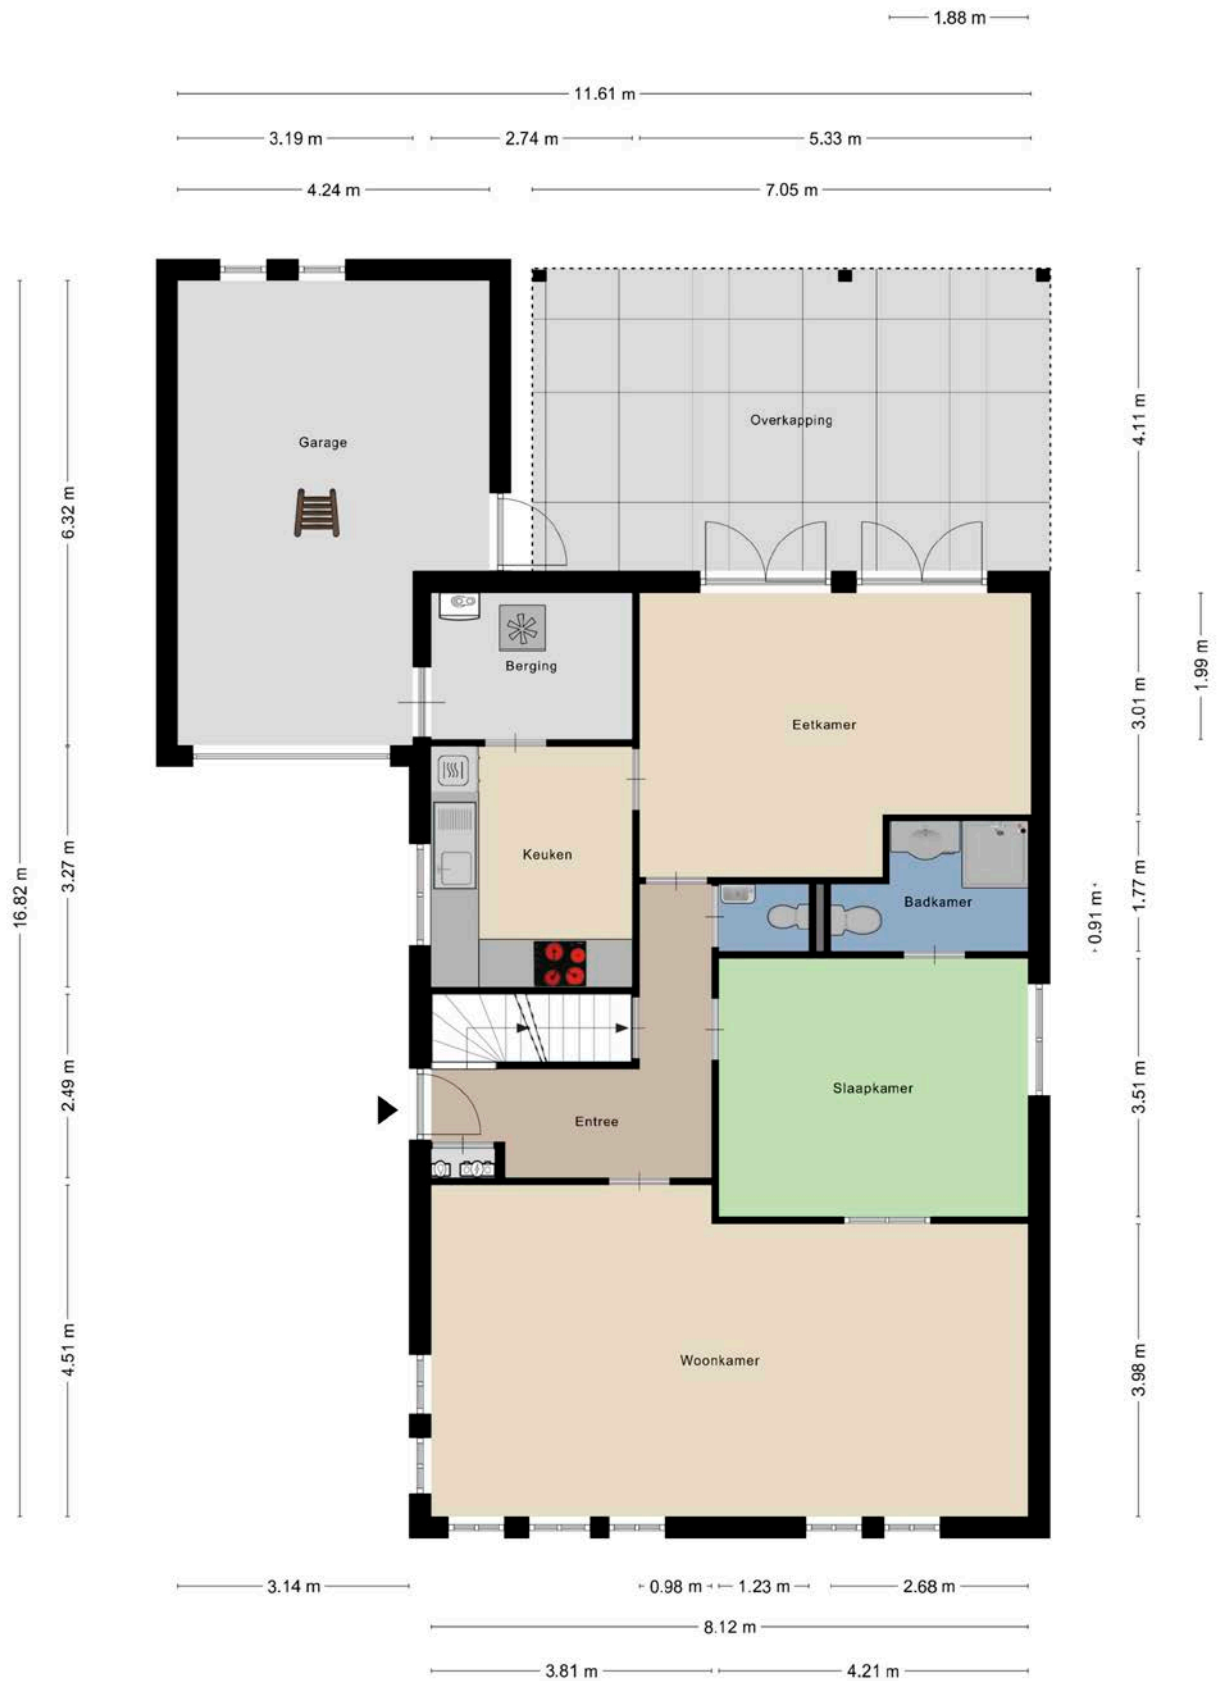 1.88 m
11.61 m
3.19 m
2.74 m
5.33 m
4.24 m
7.05 m
16.82 m
6.32 m
3.27 m
2.49 m
4.51 m
Garage
Overkapping
Berging
Eetkamer
Keuken
Badkamer
Slaapkamer
Entree
Woonkamer
4.11 m
3.01 m
1.99 m
1.77 m
0.91 m
3.51 m
3.98 m
3.14 m
0.98 m
1.23 m
2.68 m
8.12 m
3.81 m
4.21 m